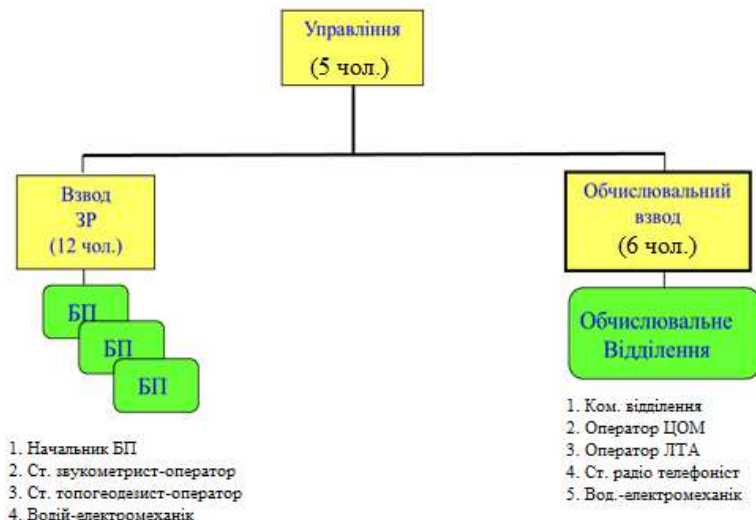 Управління
(5 чол.)
Взвод
ЗР
(12 чол.)
Обчислювальний
взвод
(6 чол.)
БП
БП
БП
Обчислювальне
Відділення
1. Начальник БП
2. Ст. звукометрист-оператор
3. Ст. топогеодезист-оператор
4. Водій-електромеханік
1. Ком. відділення
2. Оператор ЦОМ
3. Оператор ЛТА
4. Ст. радіо телефоніст
5. Вод.-електромеханік